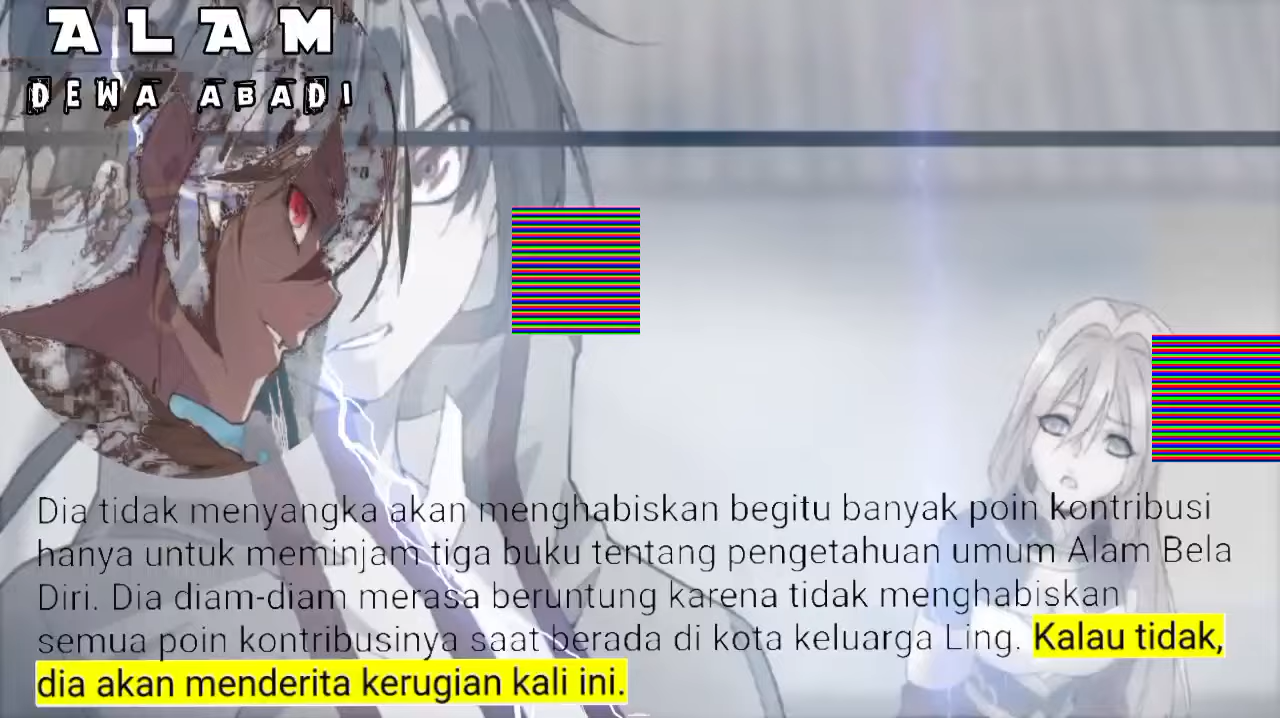 ALAM
DEWA ABADI
Dia tidak menyangka akan menghabiskan begitu banyak poin kontribusi
hanya untuk meminjam tiga buku tentang pengetahuan umum Alam Bela
Diri. Dia diam-diam merasa beruntung karena tidak menghabiskan
semua poin kontribusinya saat berada di kota keluarga Ling. Kalau tidak,
dia akan menderita kerugian kali ini.